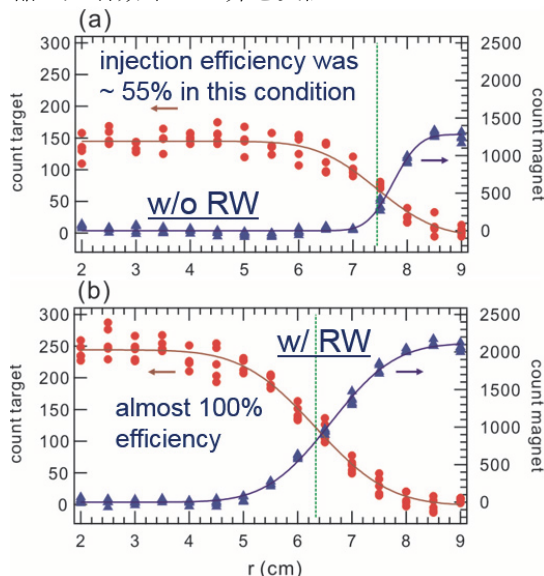 (a)
300
250
200
150
100
50
0
count target
injection efficiency was
~ 55% in this condition
w/o RW
2500
2000
1500
1000
500
0
count magnet
2 3 4 5 6 7 8 9
(b)
300
250
200
150
100
50
0
count target
w/ RW
almost 100%
efficiency
2500
2000
1500
1000
500
0
count magnet
2 3 4 5 6 7 8 9
r (cm)